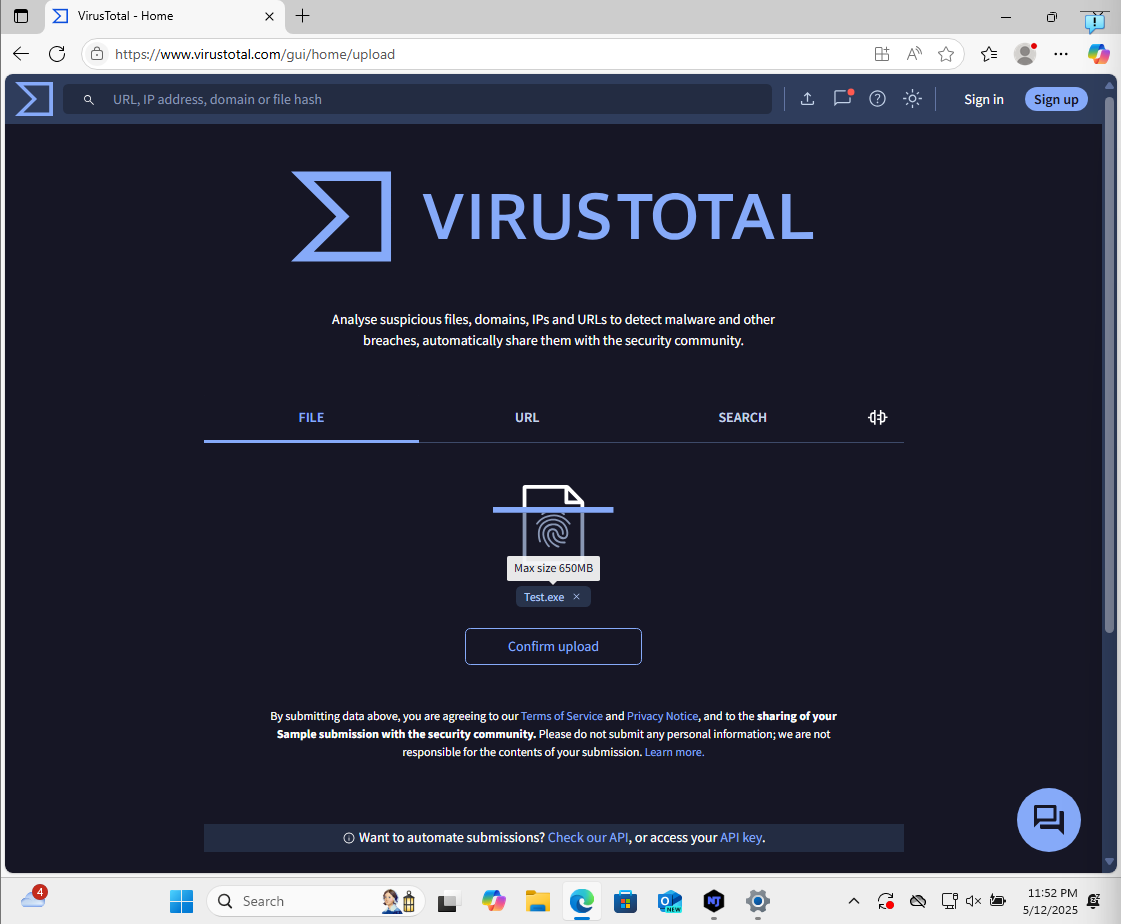 VirusTotal - Home
https://www.virustotal.com/gui/home/upload
URL, IP address, domain or file hash
Sign in
Sign up
VIRUSTOTAL
Analyse suspicious files, domains, IPs and URLs to detect malware and other
breaches, automatically share them with the security community.
FILE
URL
SEARCH
Max size 650MB
Test.exe
Confirm upload
By submitting data above, you are agreeing to our Terms of Service and Privacy Notice, and to the sharing of your
Sample submission with the security community. Please do not submit any personal information; we are not
responsible for the contents of your submission. Learn more.
Want to automate submissions? Check our API, or access your API key.
4
Search
NEW
NT
11:52 PM
5/12/2025